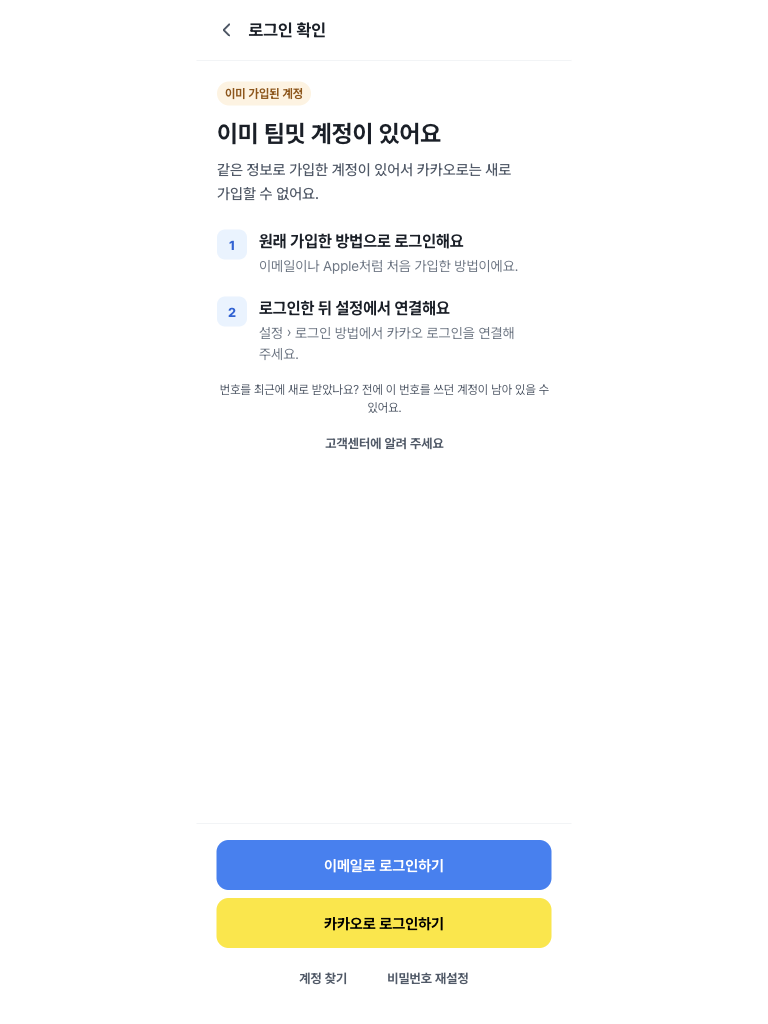 로그인 확인
이미 가입된 계정
이미 팀밋 계정이 있어요
같은 정보로 가입한 계정이 있어서 카카오로는 새로
가입할 수 없어요.
1
원래 가입한 방법으로 로그인해요
이메일이나 Apple처럼 처음 가입한 방법이에요.
2
로그인한 뒤 설정에서 연결해요
설정 › 로그인 방법에서 카카오 로그인을 연결해
주세요.
번호를 최근에 새로 받았나요? 전에 이 번호를 쓰던 계정이 남아 있을 수
있어요.
고객센터에 알려 주세요
이메일로 로그인하기
카카오로 로그인하기
계정 찾기 비밀번호 재설정